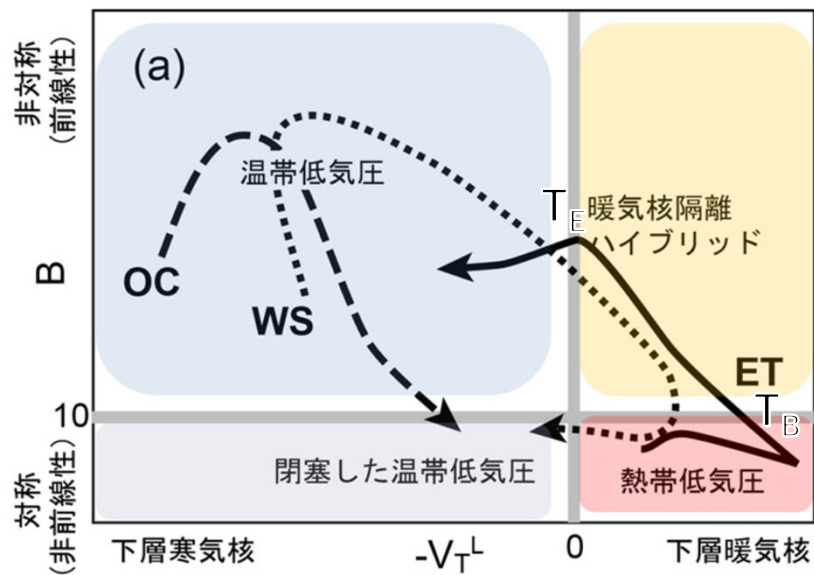 非対称
(前線性)
(a)
温帯低気圧
T_E
暖気核隔離
ハイブリッド
B
OC
WS
ET
T_B
10
対称
(非前線性)
閉塞した温帯低気圧
熱帯低気圧
下層寒気核
-V_T^L
0
下層暖気核